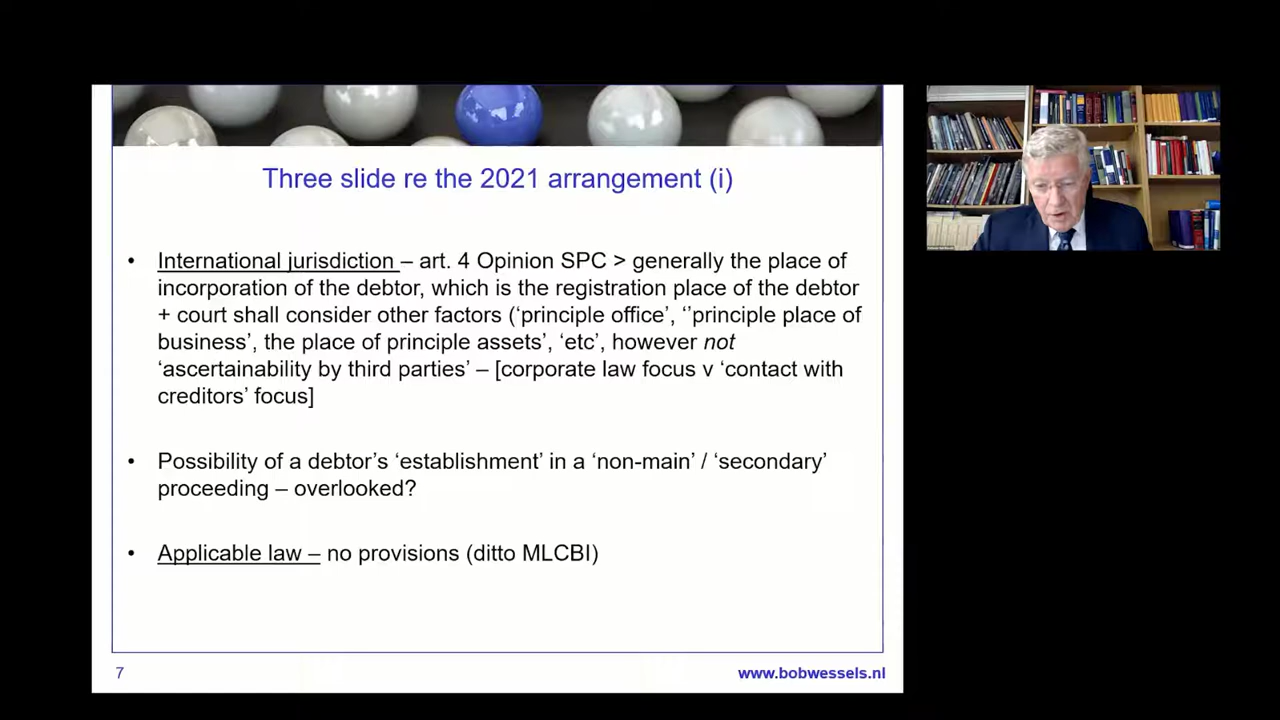 Three slide re the 2021 arrangement (i)
• International jurisdiction – art. 4 Opinion SPC > generally the place of
incorporation of the debtor, which is the registration place of the debtor
+ court shall consider other factors (‘principle office’, ‘’principle place of
business’, the place of principle assets’, ‘etc’, however not
‘ascertainability by third parties’ – [corporate law focus v ‘contact with
creditors’ focus]
• Possibility of a debtor’s ‘establishment’ in a ‘non-main’ / ‘secondary’
proceeding – overlooked?
• Applicable law – no provisions (ditto MLCBI)
7
www.bobwessels.nl